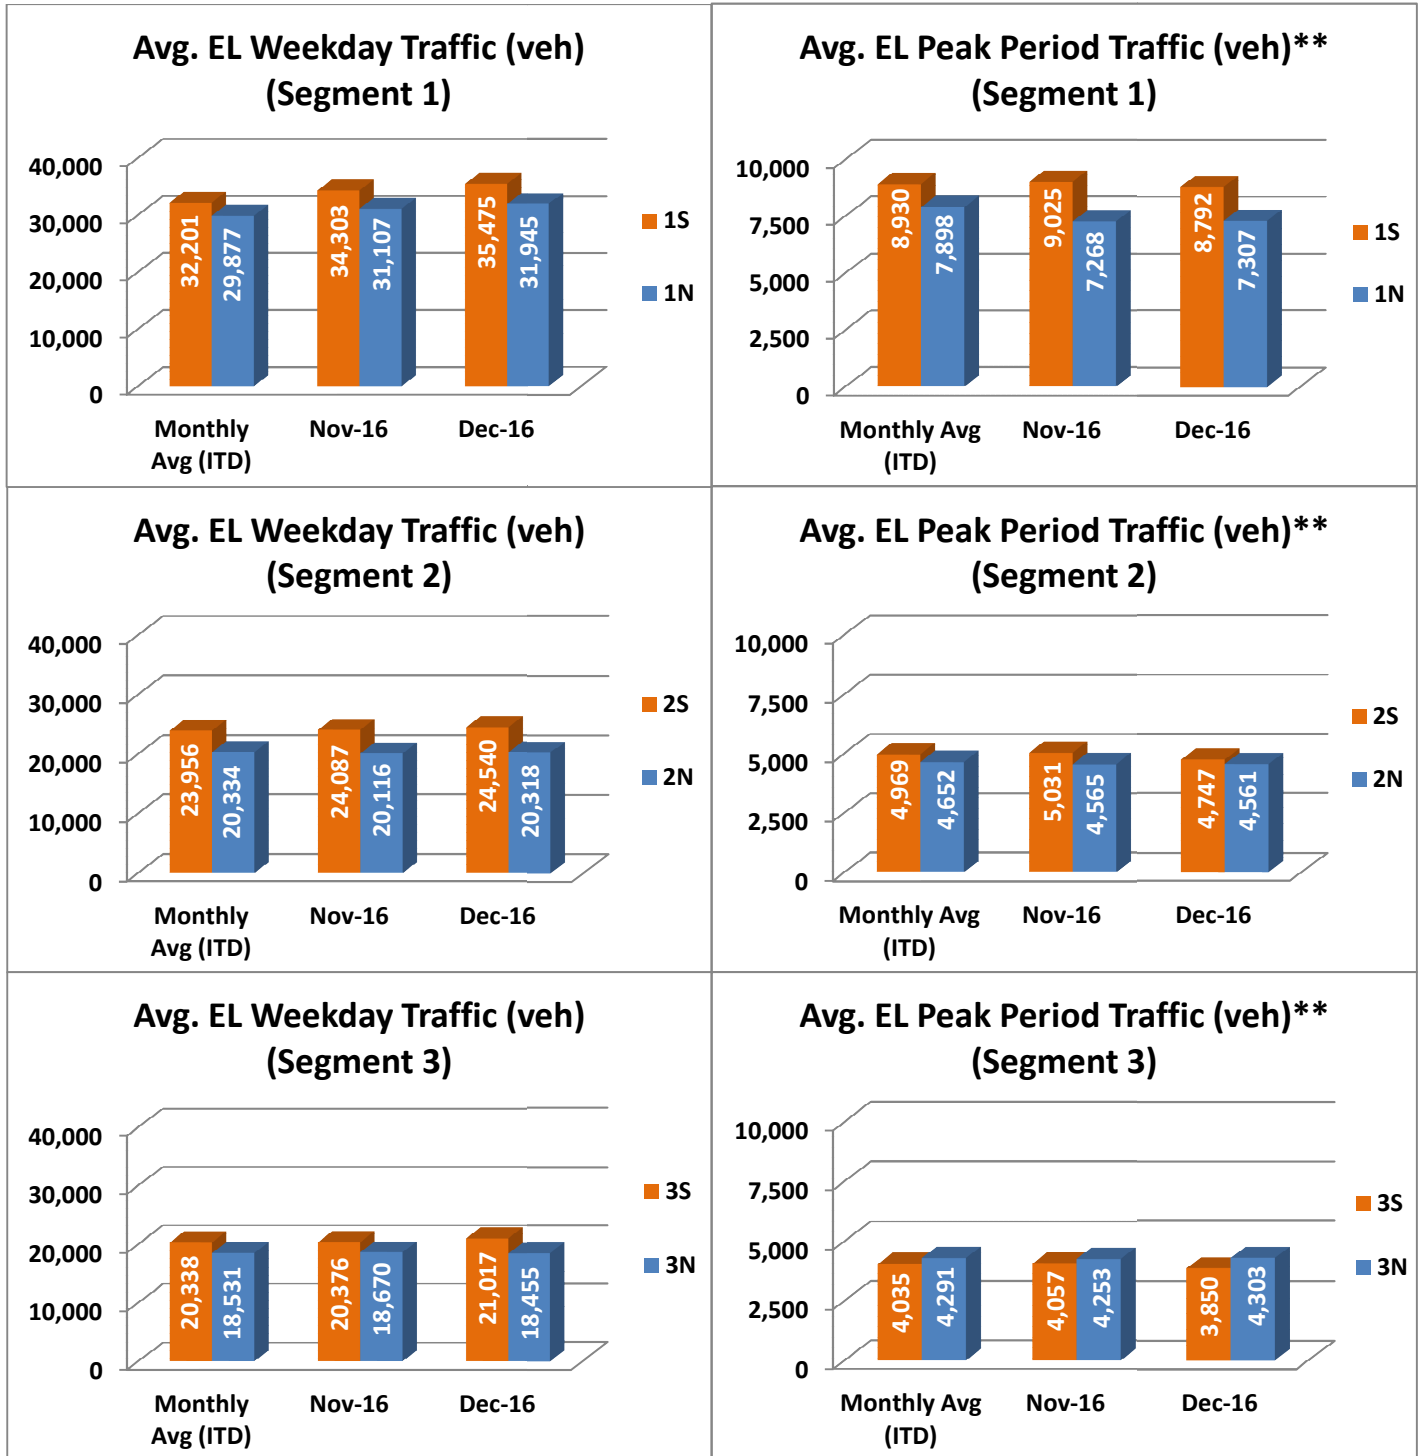 Avg. EL Weekday Traffic (veh)
(Segment 1)
40,000
30,000
20,000
10,000
0
32,201
29,877
34,303
31,107
35,475
31,945
1S
1N
Monthly
Avg (ITD)
Nov-16
Dec-16
Avg. EL Peak Period Traffic (veh)**
(Segment 1)
10,000
7,500
5,000
2,500
0
8,930
7,898
9,025
7,268
8,792
7,307
1S
1N
Monthly Avg
(ITD)
Nov-16
Dec-16
Avg. EL Weekday Traffic (veh)
(Segment 2)
40,000
30,000
20,000
10,000
0
23,956
20,334
24,087
20,116
24,540
20,318
2S
2N
Monthly
Avg (ITD)
Nov-16
Dec-16
Avg. EL Peak Period Traffic (veh)**
(Segment 2)
10,000
7,500
5,000
2,500
0
4,969
4,652
5,031
4,565
4,747
4,561
2S
2N
Monthly Avg
(ITD)
Nov-16
Dec-16
Avg. EL Weekday Traffic (veh)
(Segment 3)
40,000
30,000
20,000
10,000
0
20,338
18,531
20,376
18,670
21,017
18,455
3S
3N
Monthly
Avg (ITD)
Nov-16
Dec-16
Avg. EL Peak Period Traffic (veh)**
(Segment 3)
10,000
7,500
5,000
2,500
0
4,035
4,291
4,057
4,253
3,850
4,303
3S
3N
Monthly Avg
(ITD)
Nov-16
Dec-16